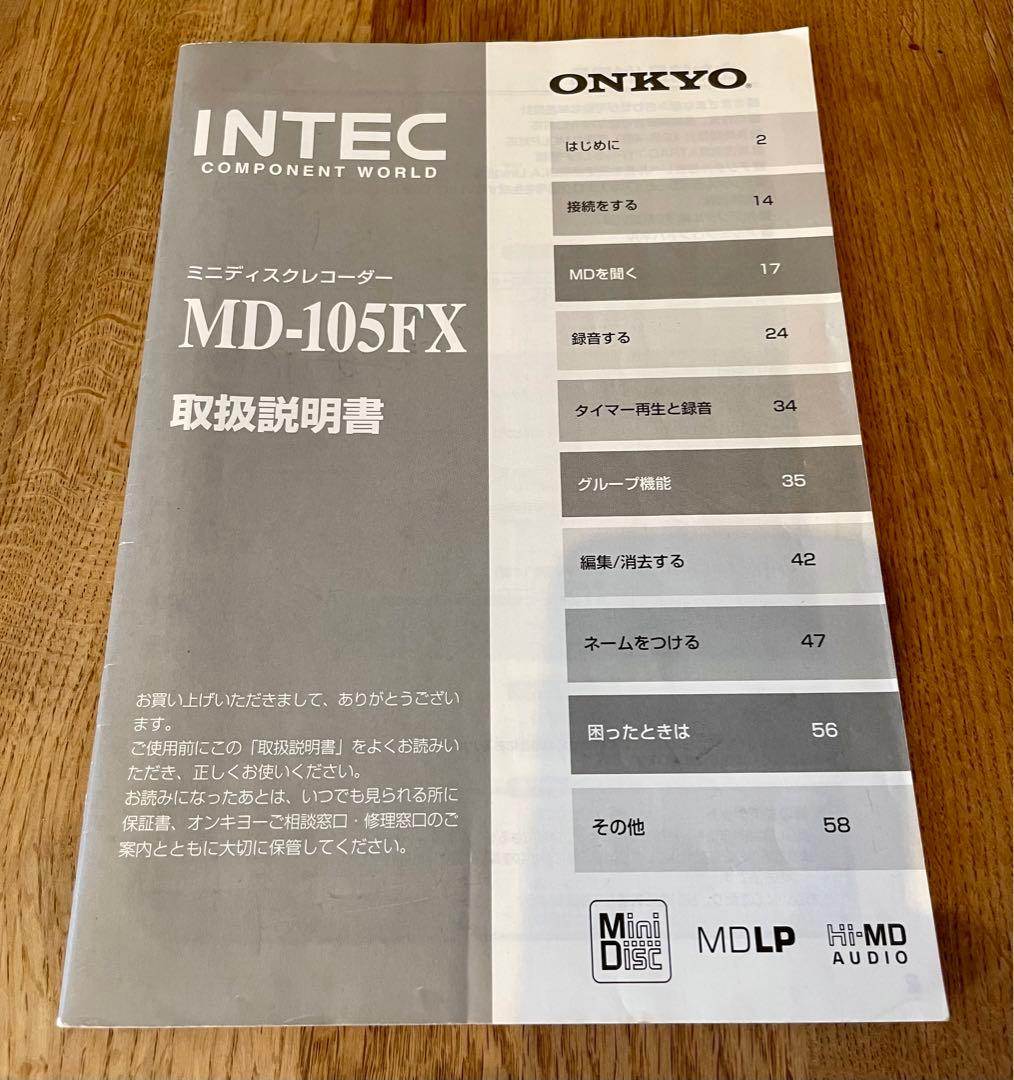 INTEC
COMPONENT WORLD
ミニディスクレコーダー
MD-105FX
取扱説明書
お買い上げいただきまして、ありがとうござい
ます。
ご使用前にこの「取扱説明書」をよくお読みい
ただき、正しくお使いください。
お読みになったあとは、いつでも見られる所に
保証書、オンキヨーご相談窓口・修理窓口のご
案内とともに大切に保管してください。
ONKYO®
はじめに 2
接続をする 14
MDを聞く 17
録音する 24
タイマー再生と録音 34
グループ機能 35
編集/消去する 42
ネームをつける 47
困ったときは 56
その他 58
Mini
Disc
MDLP
Hi-MD
AUDIO